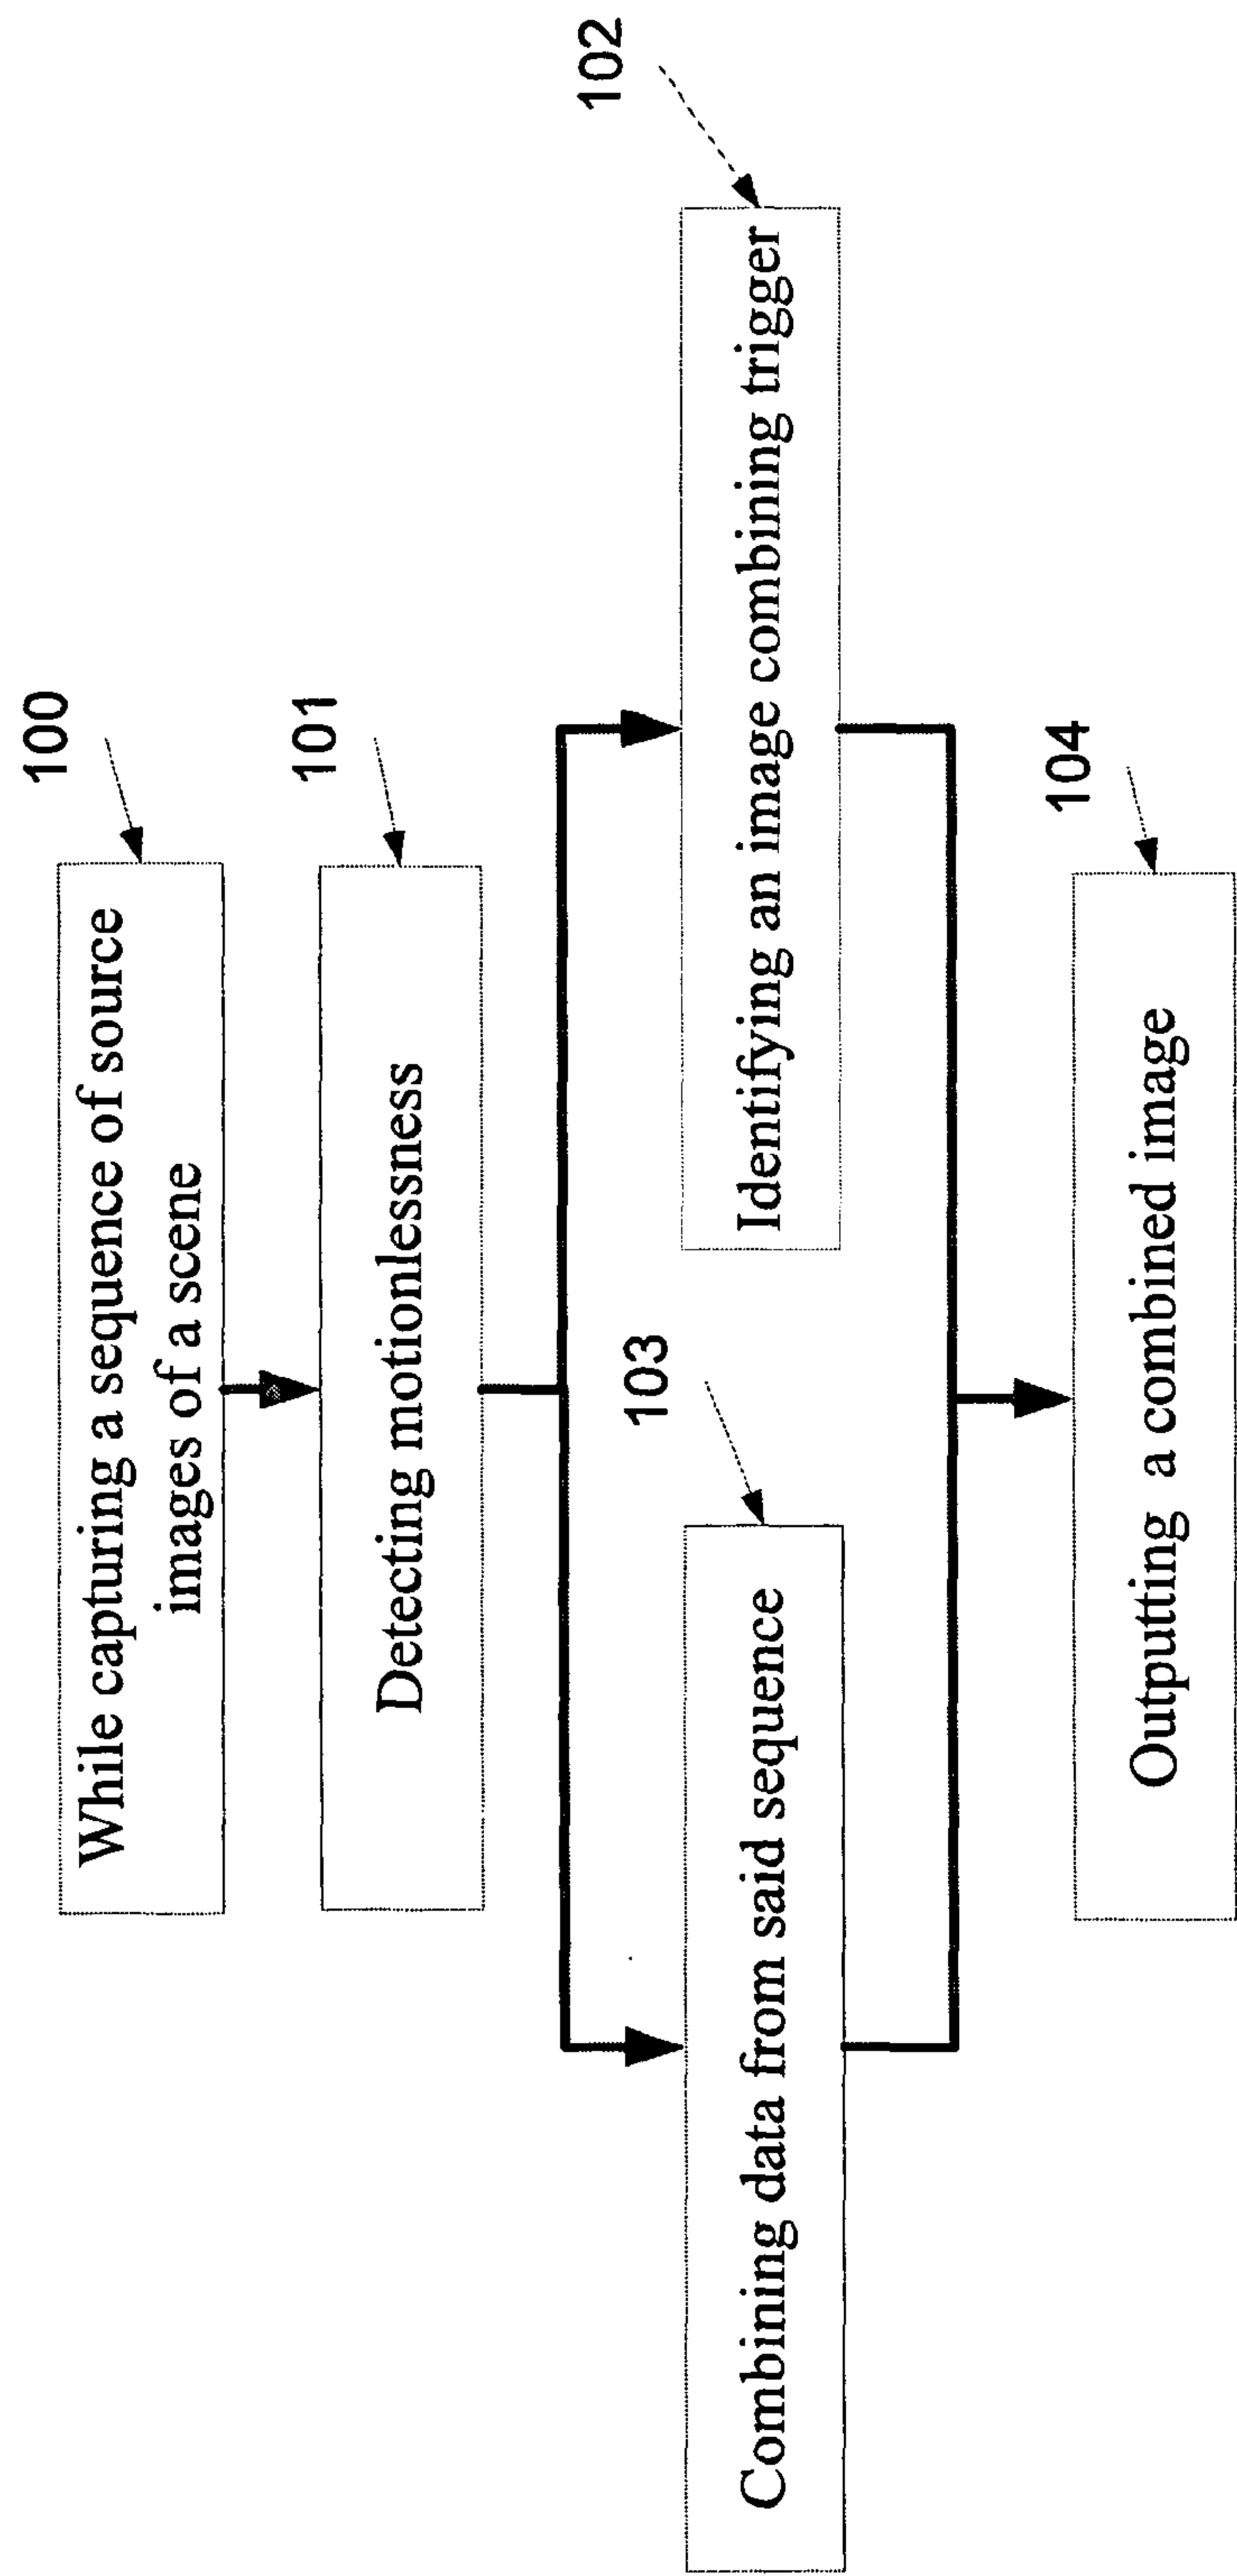 100
While capturing a sequence of source
images of a scene
101
Detecting motionlessness
103
Combining data from said sequence
102
Identifying an image combining trigger
104
Outputting a combined image